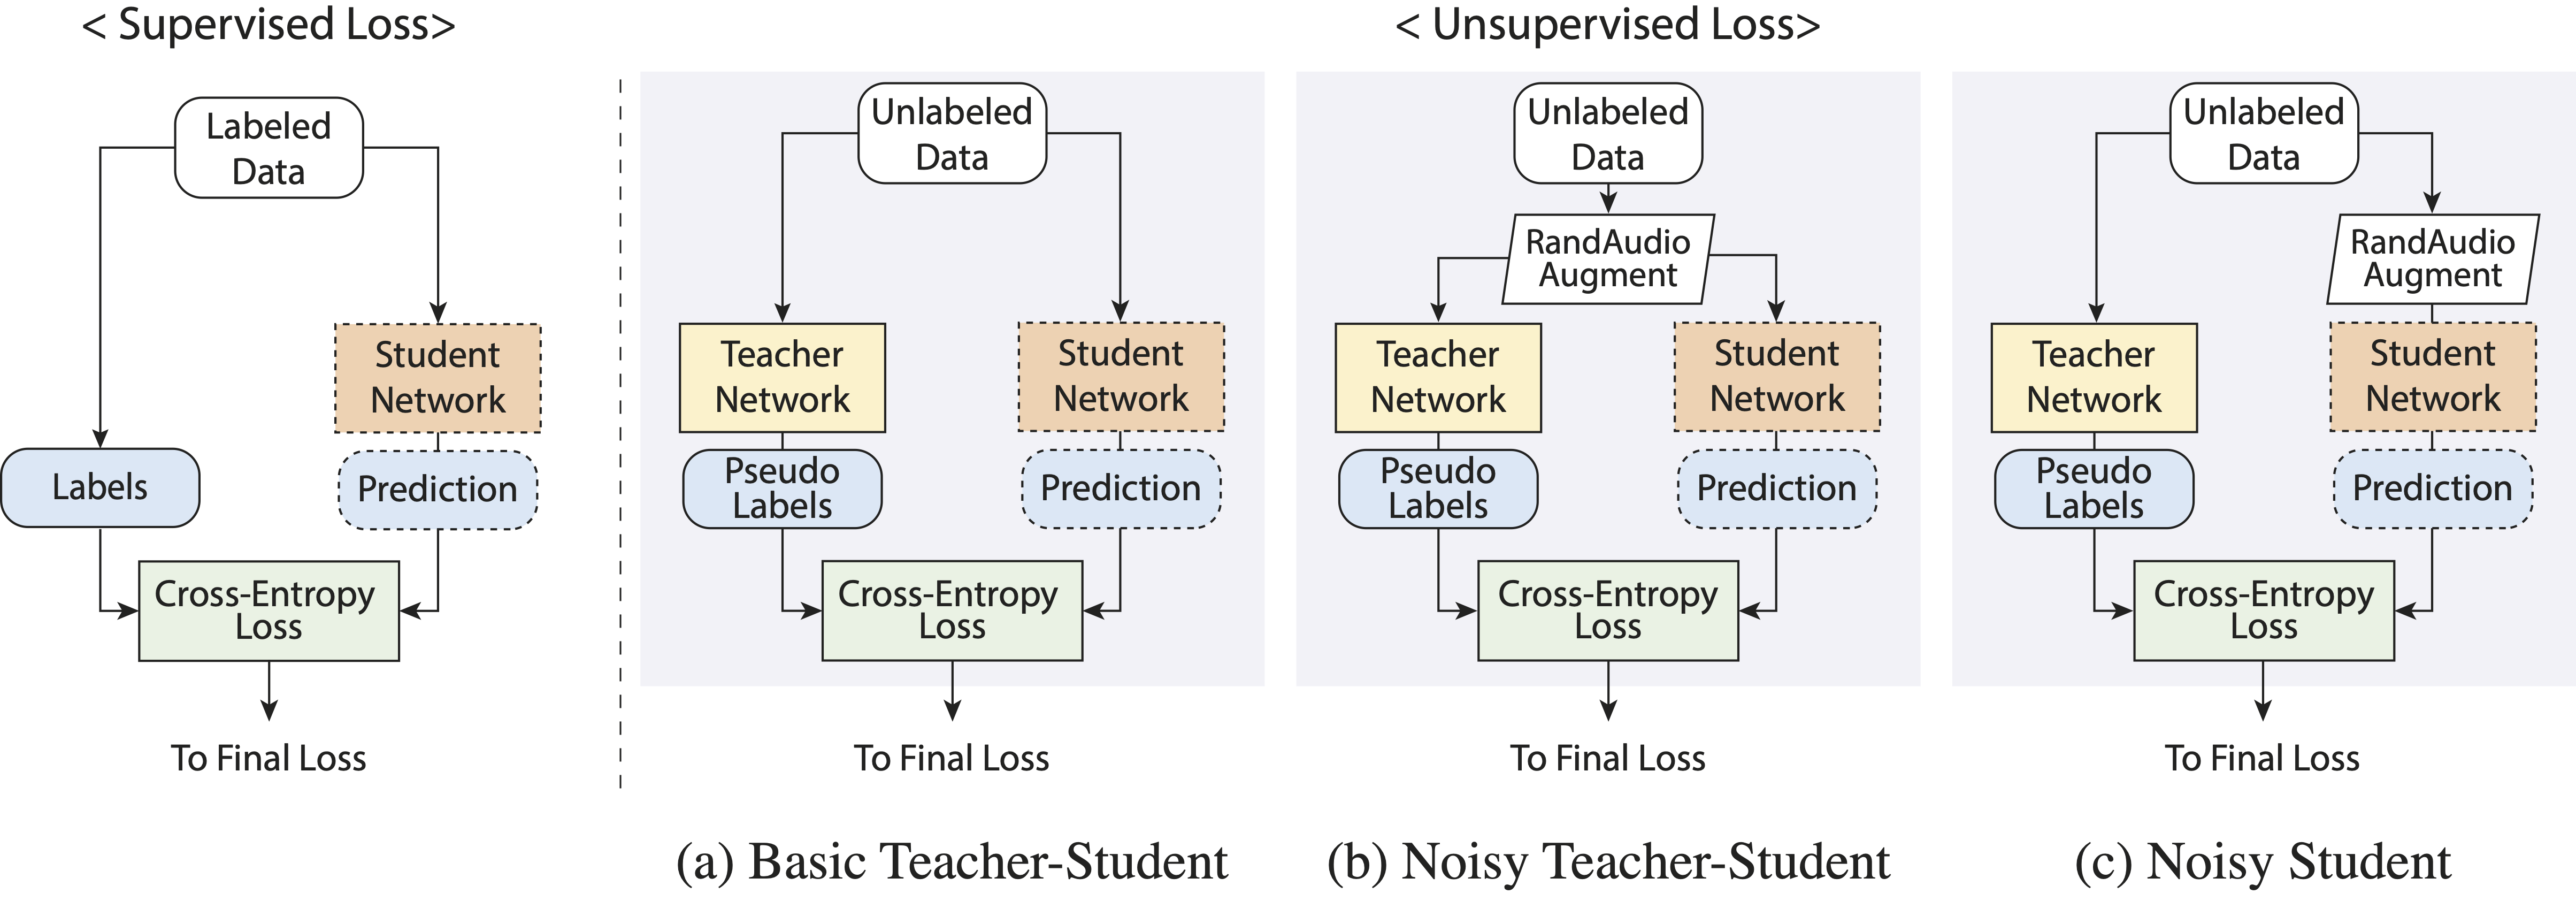 < Supervised Loss>
Labeled
Data
Student
Network
Labels
Prediction
Cross-Entropy
Loss
To Final Loss
< Unsupervised Loss>
Unlabeled
Data
Teacher
Network
Student
Network
Pseudo
Labels
Prediction
Cross-Entropy
Loss
To Final Loss
(a) Basic Teacher-Student
Unlabeled
Data
RandAudio
Augment
Teacher
Network
Student
Network
Pseudo
Labels
Prediction
Cross-Entropy
Loss
To Final Loss
(b) Noisy Teacher-Student
Unlabeled
Data
RandAudio
Augment
Teacher
Network
Student
Network
Pseudo
Labels
Prediction
Cross-Entropy
Loss
To Final Loss
(c) Noisy Student